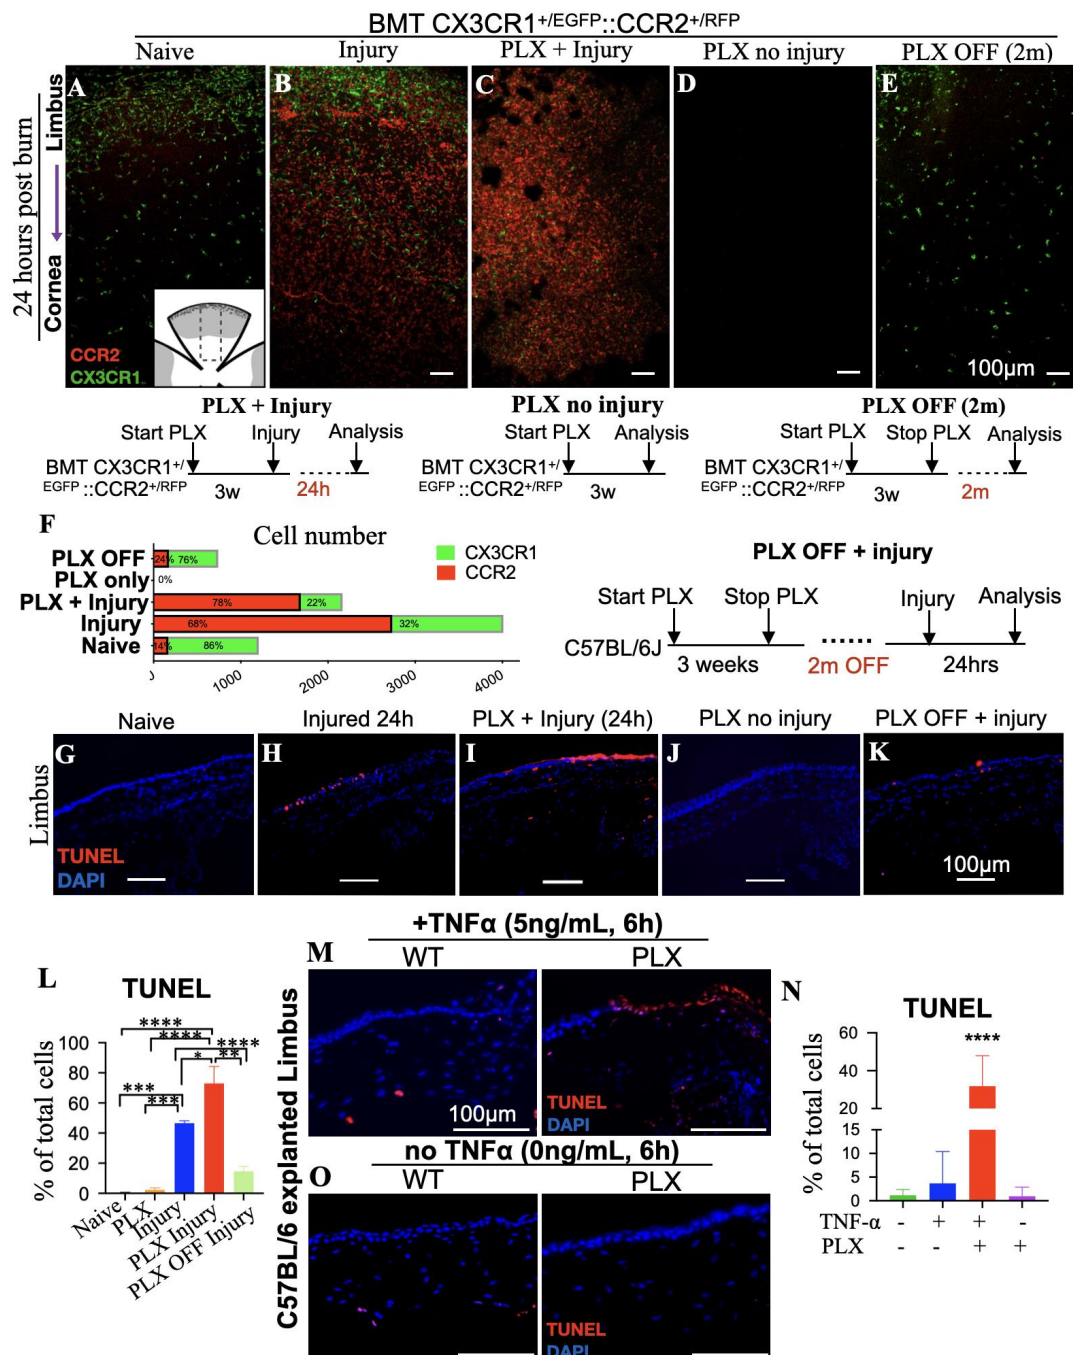 BMT CX3CR1+/EGFP::CCR2+/RFP
Naive
Injury
PLX + Injury
PLX no injury
PLX OFF (2m)
24 hours post burn
Limbus
Cornea
A
B
C
D
E
CCR2
CX3CR1
100μm
PLX + Injury
Start PLX
Injury
Analysis
BMT CX3CR1+/
EGFP::CCR2+/RFP
3w
24h
PLX no injury
Start PLX
Analysis
BMT CX3CR1+/
EGFP::CCR2+/RFP
3w
PLX OFF (2m)
Start PLX
Stop PLX
Analysis
BMT CX3CR1+/
EGFP::CCR2+/RFP
3w
2m
F
Cell number
CX3CR1
CCR2
PLX OFF
24%
76%
PLX only
0%
PLX + Injury
78%
22%
Injury
68%
32%
Naive
14%
86%
1000
2000
3000
4000
PLX OFF + injury
Start PLX
Stop PLX
Injury
Analysis
C57BL/6J
3 weeks
2m OFF
24hrs
Naive
Injured 24h
PLX + Injury (24h)
PLX no injury
PLX OFF + injury
G
H
I
J
K
Limbus
TUNEL
DAPI
100μm
L
TUNEL
% of total cells
100
80
60
40
20
0
****
****
****
*
**
***
***
Naive
PLX
Injury
PLX Injury
PLX OFF Injury
+TNFα (5ng/mL, 6h)
M
WT
PLX
C57BL/6 explanted Limbus
100μm
TUNEL
DAPI
no TNFα (0ng/mL, 6h)
O
WT
PLX
TUNEL
DAPI
N
TUNEL
% of total cells
60
40
20
15
10
5
0
****
TNF-α - + + -
PLX - - + +